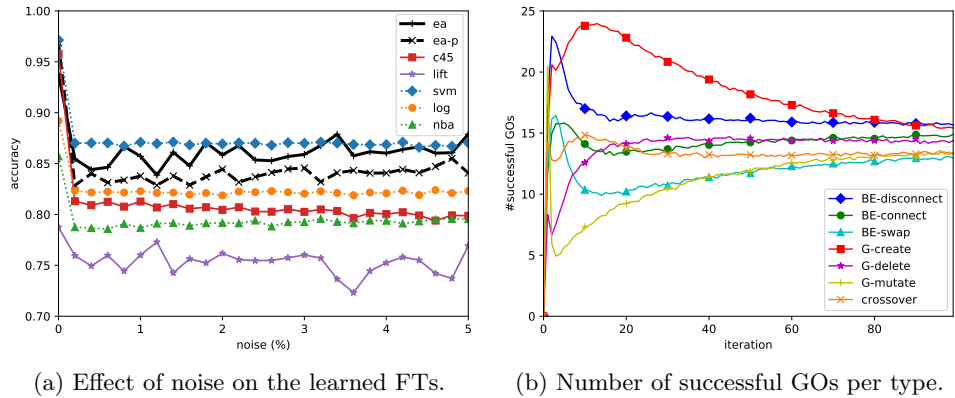 1.00
0.95
0.90
0.85
0.80
0.75
0.70
accuracy
0 1 2 3 4 5
noise (%)
ea
ea-p
c45
lift
svm
log
nba
(a) Effect of noise on the learned FTs.
25
20
15
10
5
0
#successful GOs
0 20 40 60 80
iteration
BE-disconnect
BE-connect
BE-swap
G-create
G-delete
G-mutate
crossover
(b) Number of successful GOs per type.